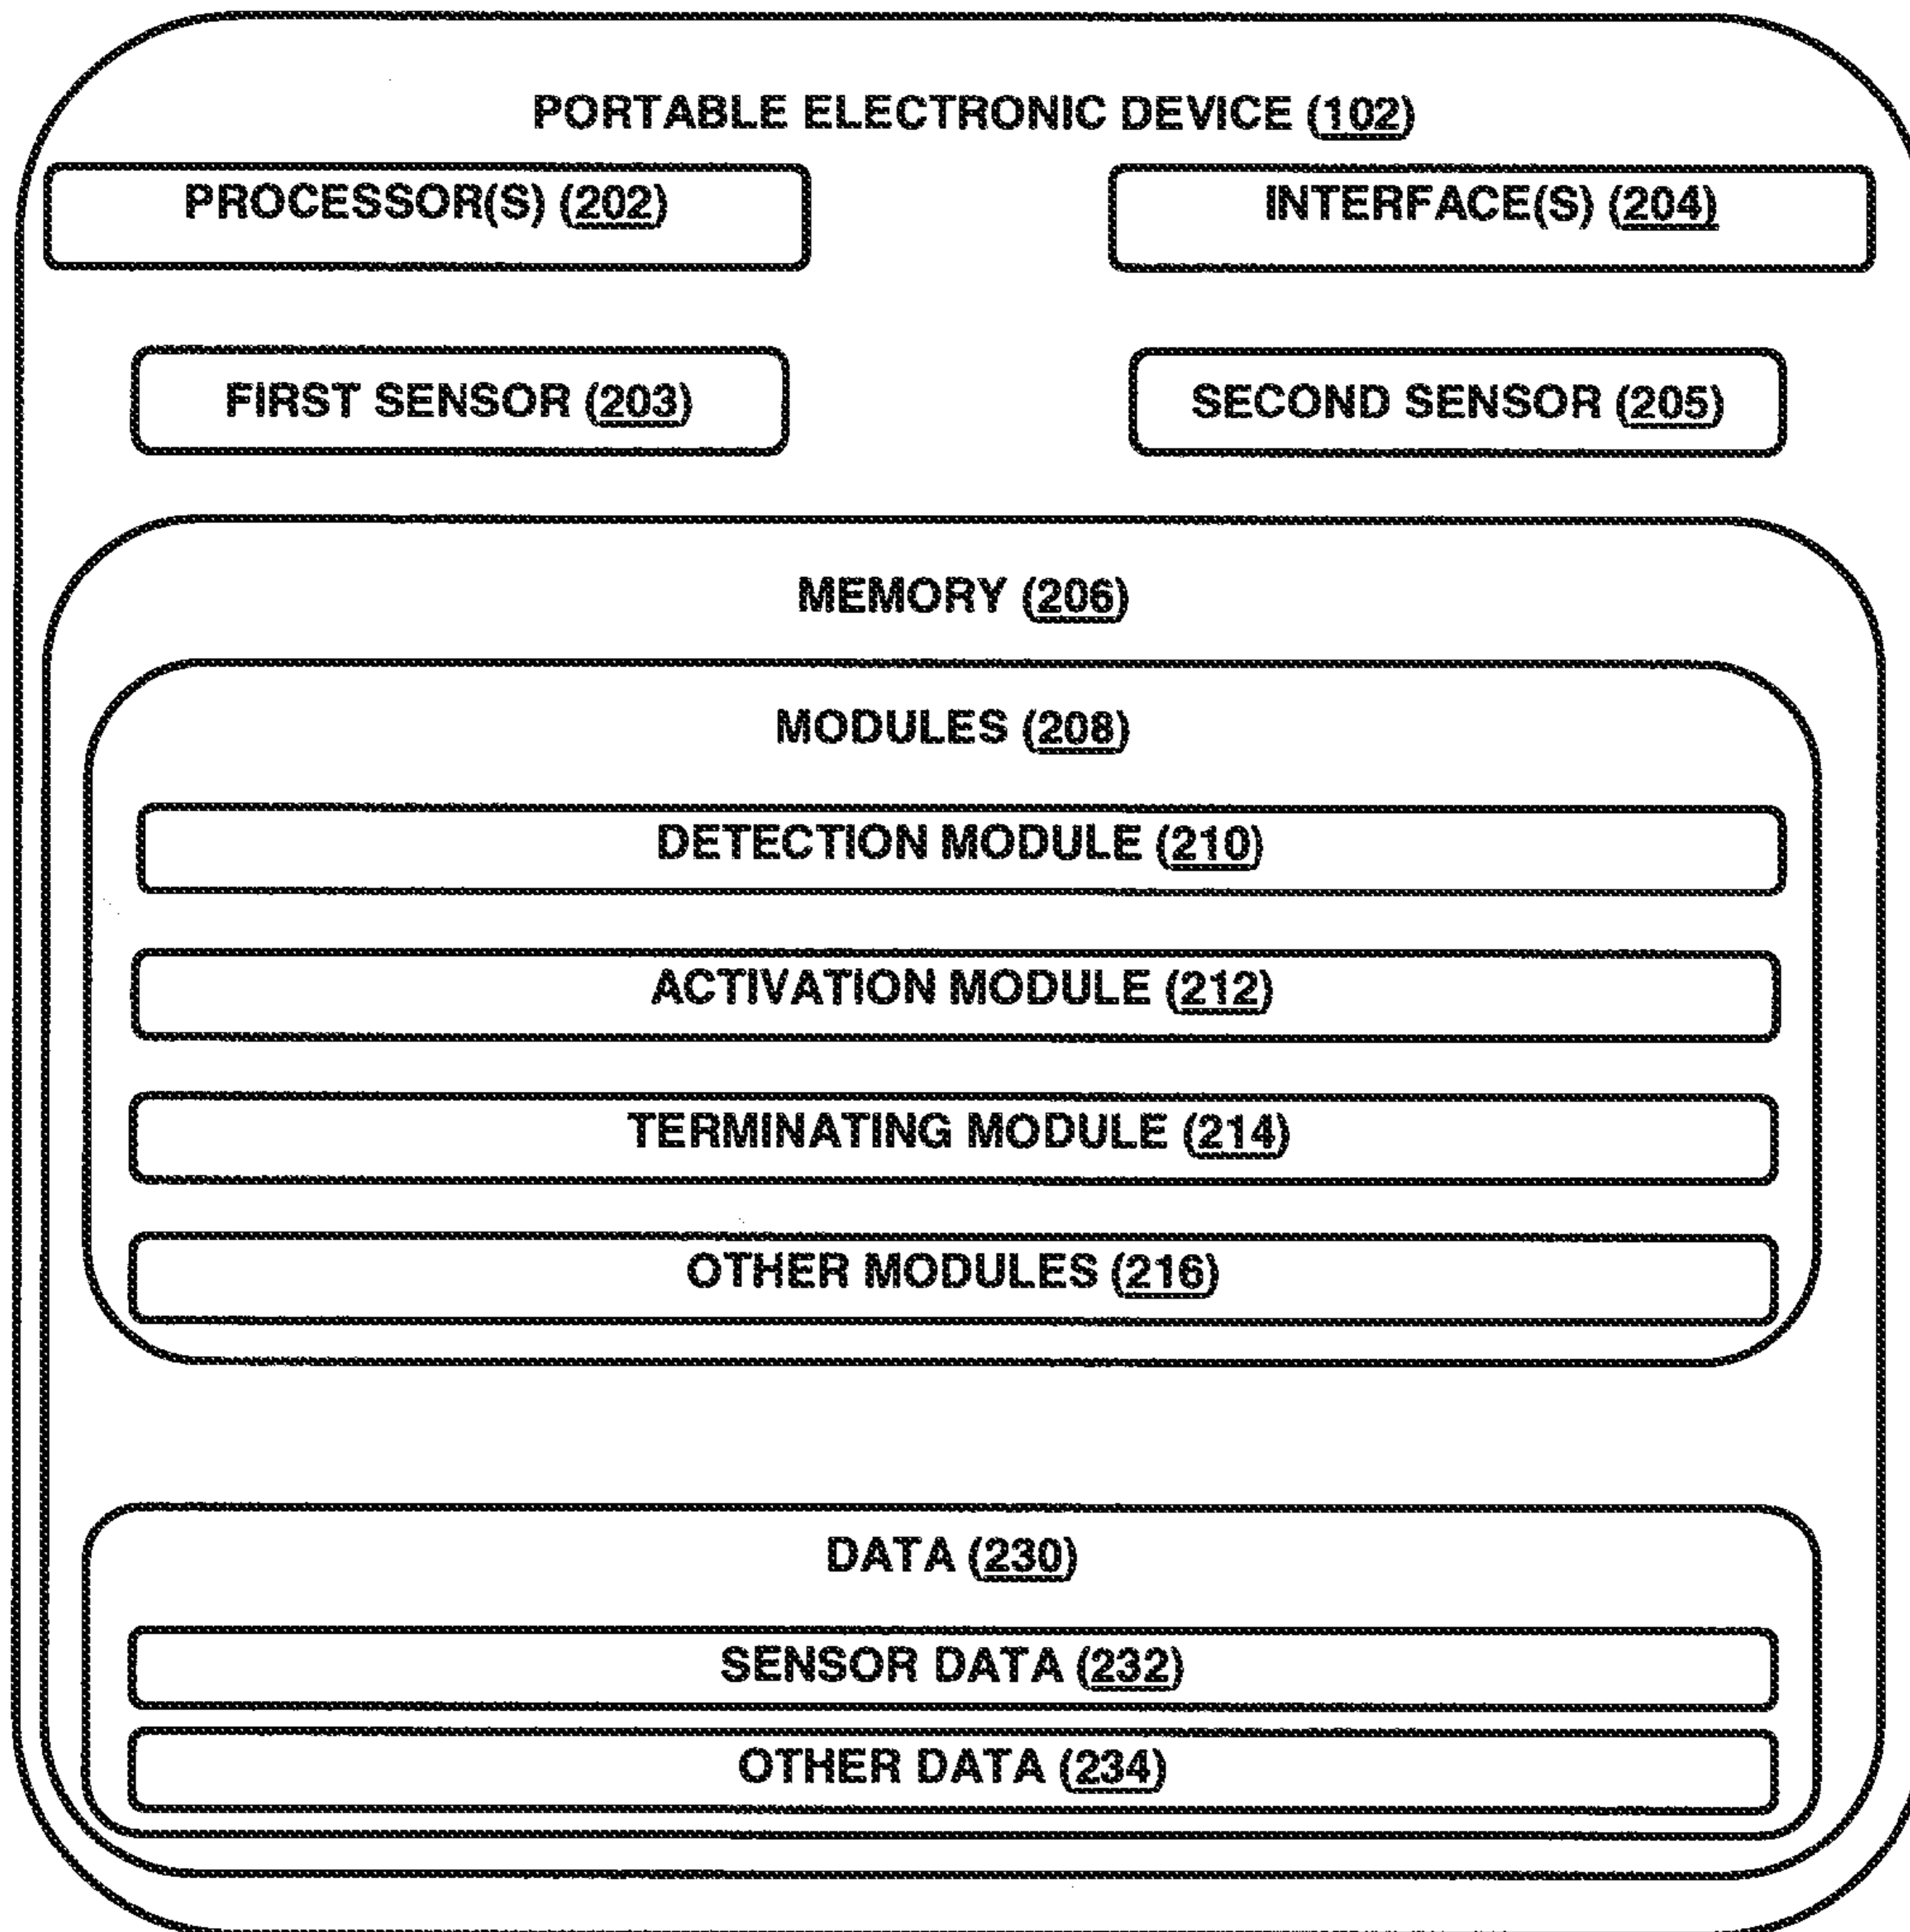 PORTABLE ELECTRONIC DEVICE (102)
PROCESSOR(S) (202)
INTERFACE(S) (204)
FIRST SENSOR (203)
SECOND SENSOR (205)
MEMORY (206)
MODULES (208)
DETECTION MODULE (210)
ACTIVATION MODULE (212)
TERMINATING MODULE (214)
OTHER MODULES (216)
DATA (230)
SENSOR DATA (232)
OTHER DATA (234)